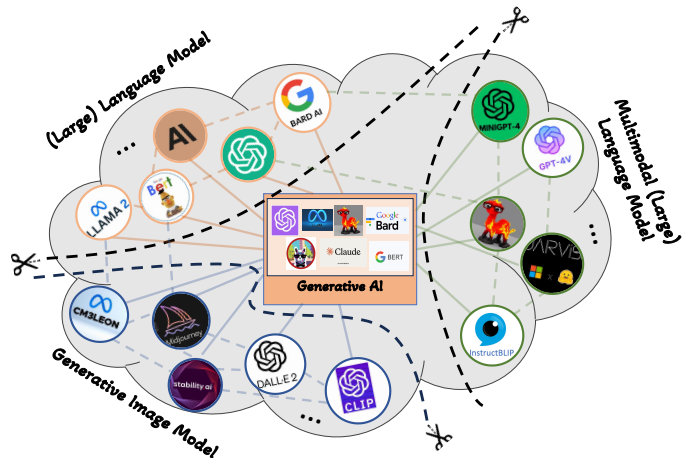 (Large) Language Model
BARD AI
AI
Bert
LLAMA 2
...
MINIGPT-4
GPT-4V
Multimodal (Large)
Language Model
JARVIS
...
InstructBLIP
Google
Bard
Claude
BERT
Generative AI
CM3LEON
Midjourney
stability ai
DALL·E 2
CLIP
...
Generative Image Model